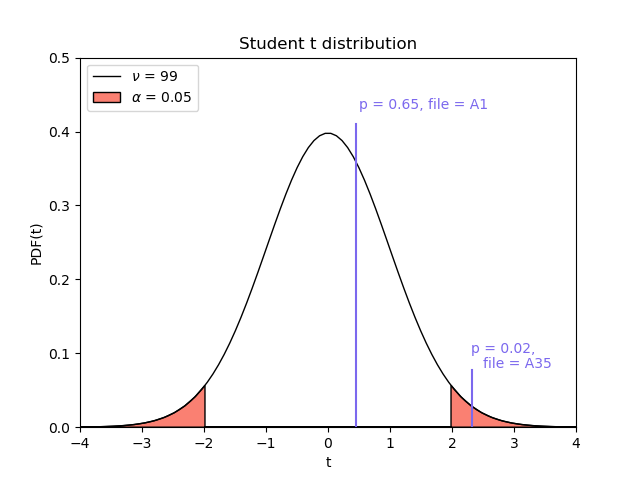 Student t distribution
ν = 99
α = 0.05
p = 0.65, file = A1
p = 0.02,
file = A35
PDF(t)
0.5
0.4
0.3
0.2
0.1
0.0
−4 −3 −2 −1 0 1 2 3 4
t